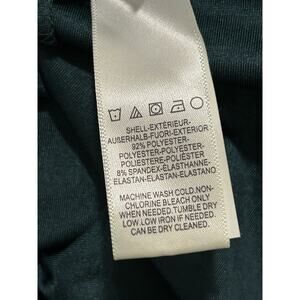 SHELL-EXTÉRIEUR-
AUßERHALB-FUORI-EXTERIOR
92% POLYESTER-
POLYESTER-POLYESTER-
POLIESTERE-POLIÉSTER
8% SPANDEX-ÉLASTHANNE-
ELASTAN-ELASTAN-ELASTANO
MACHINE WASH COLD.NON-
CHLORINE BLEACH ONLY
WHEN NEEDED.TUMBLE DRY
LOW.LOW IRON IF NEEDED.
CAN BE DRY CLEANED.